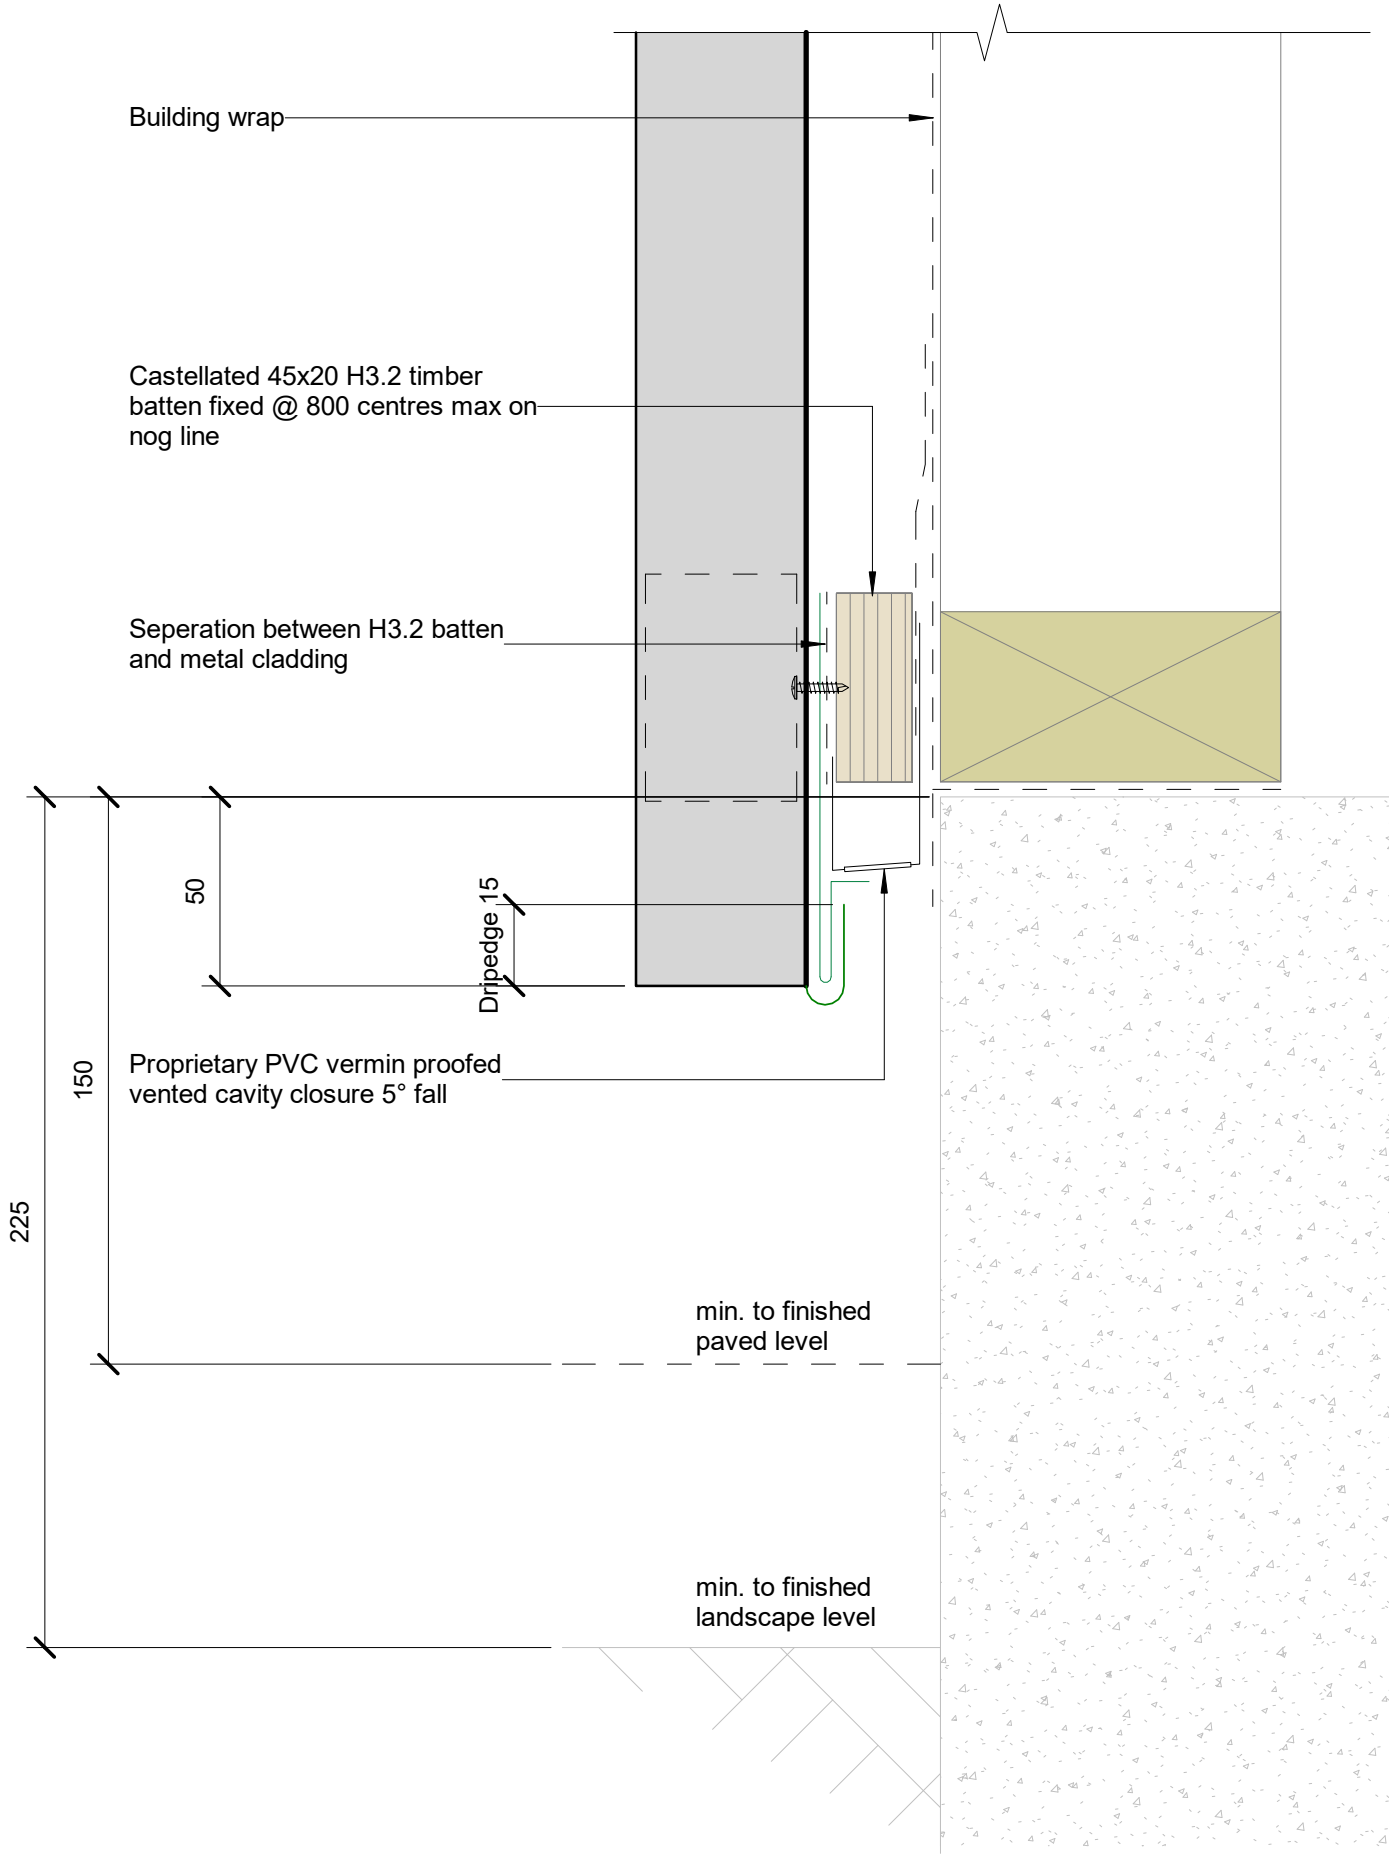 Building wrap
Castellated 45x20 H3.2 timber
batten fixed @ 800 centres max on
nog line
Seperation between H3.2 batten
and metal cladding
50
Dripedge 15
150
Proprietary PVC vermin proofed
vented cavity closure 5° fall
225
min. to finished
paved level
min. to finished
landscape level